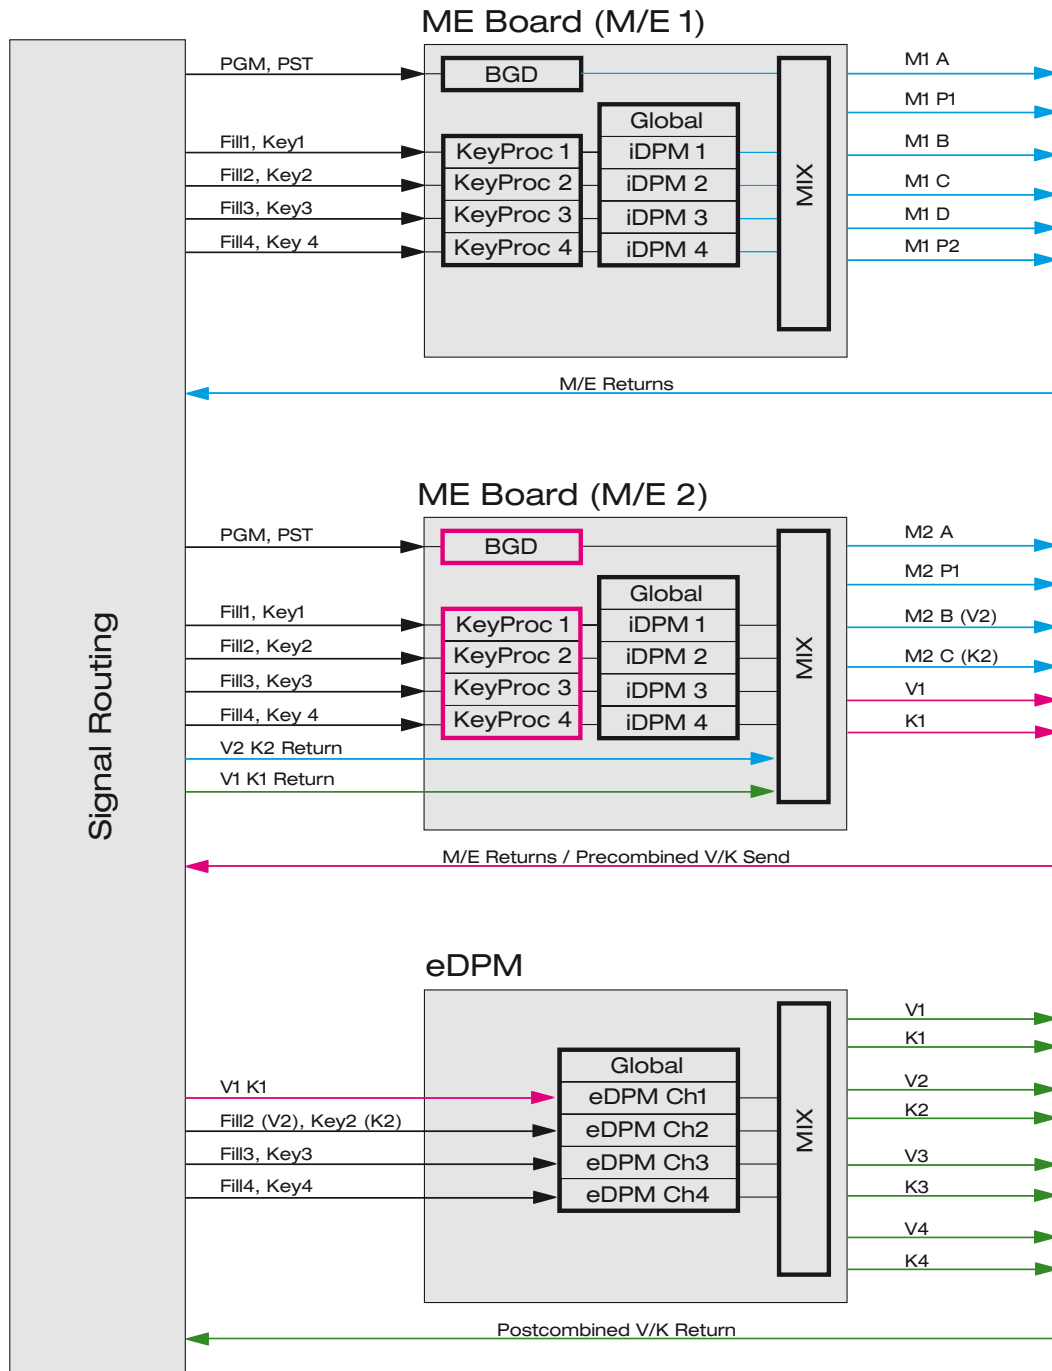 ME Board (M/E 1)
PGM, PST
BGD
M1 A
M1 P1
Global
Fill1, Key1
KeyProc 1
iDPM 1
M1 B
Fill2, Key2
KeyProc 2
iDPM 2
MIX
M1 C
Fill3, Key3
KeyProc 3
iDPM 3
M1 D
Fill4, Key 4
KeyProc 4
iDPM 4
M1 P2
M/E Returns
Signal Routing
ME Board (M/E 2)
PGM, PST
BGD
M2 A
M2 P1
Global
Fill1, Key1
KeyProc 1
iDPM 1
M2 B (V2)
Fill2, Key2
KeyProc 2
iDPM 2
MIX
M2 C (K2)
Fill3, Key3
KeyProc 3
iDPM 3
V1
Fill4, Key 4
KeyProc 4
iDPM 4
K1
V2 K2 Return
V1 K1 Return
M/E Returns / Precombined V/K Send
eDPM
V1
K1
Global
V1 K1
eDPM Ch1
V2
Fill2 (V2), Key2 (K2)
eDPM Ch2
MIX
K2
Fill3, Key3
eDPM Ch3
V3
Fill4, Key4
eDPM Ch4
K3
V4
K4
Postcombined V/K Return